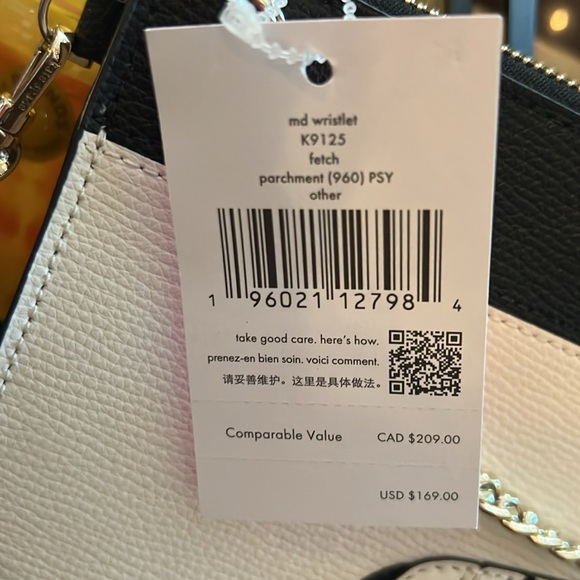 md wristlet
K9125
fetch
parchment (960) PSY
other
1 96021 12798 4
take good care. here's how.
prenez-en bien soin. voici comment.
请妥善维护。这里是具体做法。
Comparable Value CAD $209.00
USD $169.00